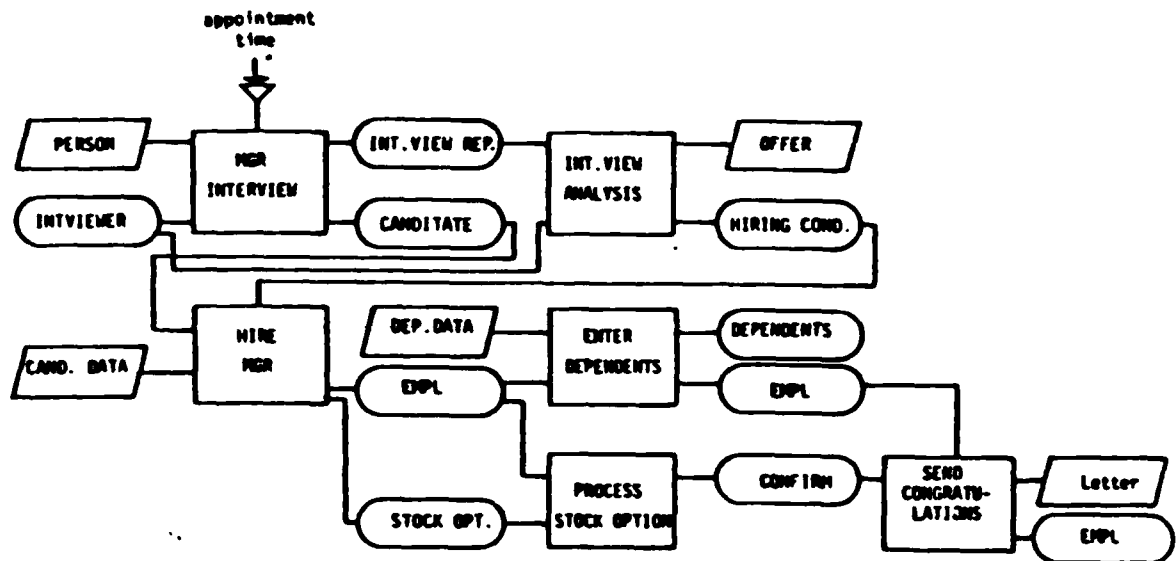 appointment
time
PERSON
MGR
INTERVIEW
INT.VIEW REP.
INT.VIEW
ANALYSIS
OFFER
INTVIEWER
CANDITATE
HIRING COND.
CAND. DATA
HIRE
MGR
DEP.DATA
ENTER
DEPENDENTS
DEPENDENTS
EMPL
EMPL
STOCK OPT.
PROCESS
STOCK OPTION
CONFIRM
SEND
CONGRATU-
LATIONS
Letter
EMPL